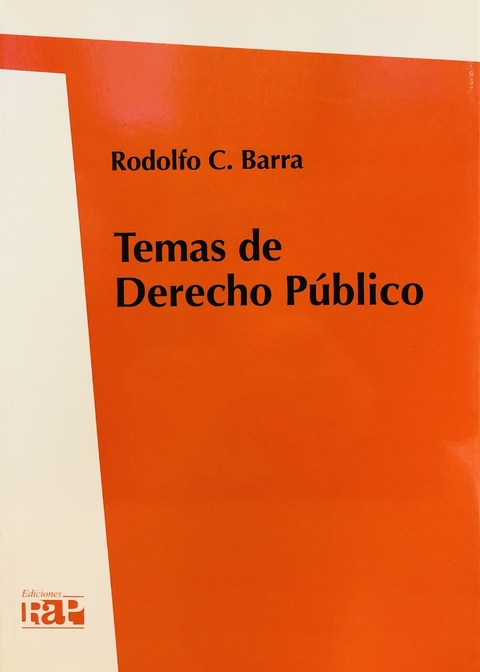 Rodolfo C. Barra
Temas de
Derecho Público
Ediciones
RaP